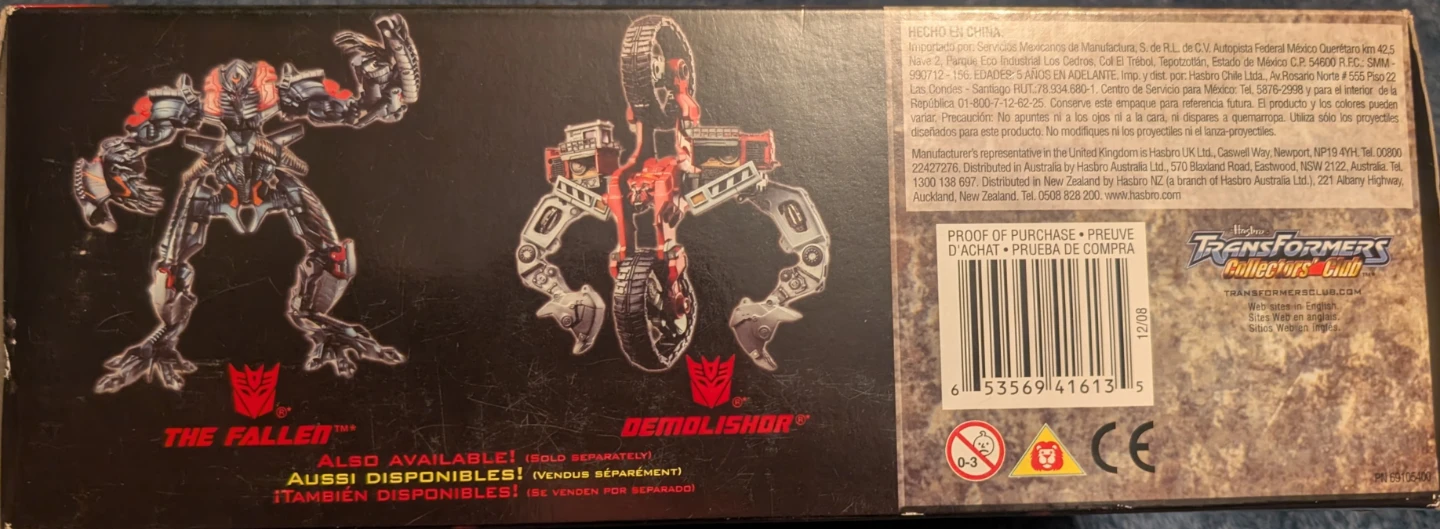 THE FALLEN™*
DEMOLISHOR®*
ALSO AVAILABLE! (SOLD SEPARATELY)
AUSSI DISPONIBLES! (VENDUS SÉPARÉMENT)
¡TAMBIÉN DISPONIBLES! (SE VENDEN POR SEPARADO)
HECHO EN CHINA.
Importado por: Servicios Mexicanos de Manufactura, S. de R.L. de C.V. Autopista Federal México Querétaro km 42,5
Nave 2, Parque Eco Industrial Los Cedros, Col El Trébol, Tepotzotlán, Estado de México C.P. 54600 R.F.C.: SMM -
990712 - 196. EDADES: 5 AÑOS EN ADELANTE. Imp. y dist. por: Hasbro Chile Ltda., Av.Rosario Norte # 555 Piso 22
Las Condes - Santiago RUT.:78.934.680-1. Centro de Servicio para México: Tel, 5876-2998 y para el interior de la
República 01-800-7-12-62-25. Conserve este empaque para referencia futura. El producto y los colores pueden
variar. Precaución: No apuntes ni a los ojos ni a la cara, ni dispares a quemarropa. Utiliza sólo los proyectiles
diseñados para este producto. No modifiques ni los proyectiles ni el lanza-proyectiles.
Manufacturer's representative in the United Kingdom is Hasbro UK Ltd., Caswell Way, Newport, NP19 4YH. Tel. 00800
22427276. Distributed in Australia by Hasbro Australia Ltd., 570 Blaxland Road, Eastwood, NSW 2122, Australia. Tel.
1300 138 697. Distributed in New Zealand by Hasbro NZ (a branch of Hasbro Australia Ltd.), 221 Albany Highway,
Auckland, New Zealand. Tel. 0508 828 200. www.hasbro.com
PROOF OF PURCHASE • PREUVE
D'ACHAT • PRUEBA DE COMPRA
12/08
6 53569 41613 5
Hasbro
TRANSFORMERS
Collectors' Club
TRANSFORMERSCLUB.COM
Web sites in English.
Sites Web en anglais.
Sitios Web en inglés.
0-3
CE
P/N 69105400